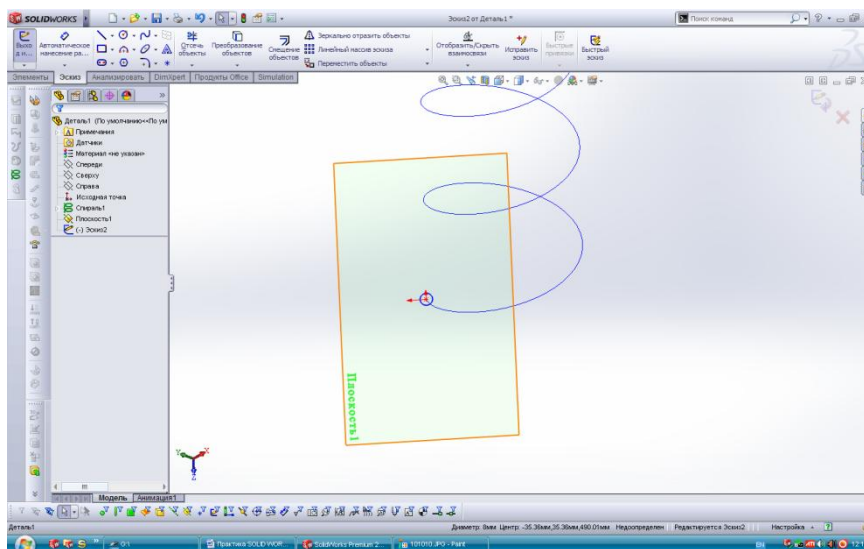 SOLIDWORKS
Эскиз2 от Деталь1 *
Поиск команд
Выхо
д и...
Автоматическое
нанесение ра...
Отсечь
объекты
Преобразование
объектов
Смещение
объектов
Зеркально отразить объекты
Линейный массив эскиза
Переместить объекты
Отобразить/Скрыть
взаимосвязи
Исправить
эскиз
Быстрые
привязки
Быстрый
эскиз
Элементы
Эскиз
Анализировать
DimXpert
Продукты Office
Simulation
Деталь1 (По умолчанию<<По ум
Примечания
Датчики
Материал <не указан>
Спереди
Сверху
Справа
Исходная точка
Спираль1
Плоскость1
(-) Эскиз2
Плоскость1
Модель
Анимация1
Деталь1
Диаметр: 8мм Центр: -35.36мм,35.36мм,490.01мм
Недоопределен
Редактируется Эскиз2
Настройка
Практика SOLID WOR...
SolidWorks Premium 2...
101010.JPG - Paint
EN